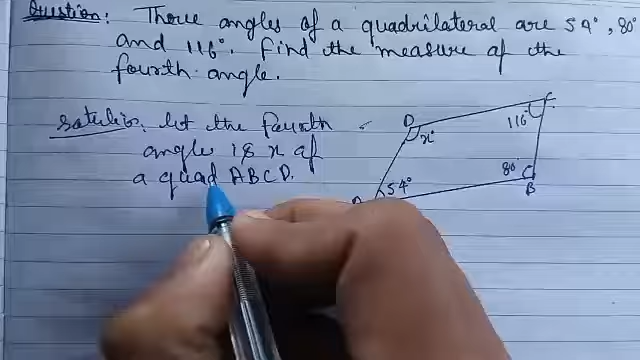 Question: Three angles of a quadrilateral are 54°, 80°
and 116°. Find the measure of the
fourth angle.
Solution: let the fourth
angle is x of
a quad ABCD.
D
x°
C
116°
80°
B
A
54°